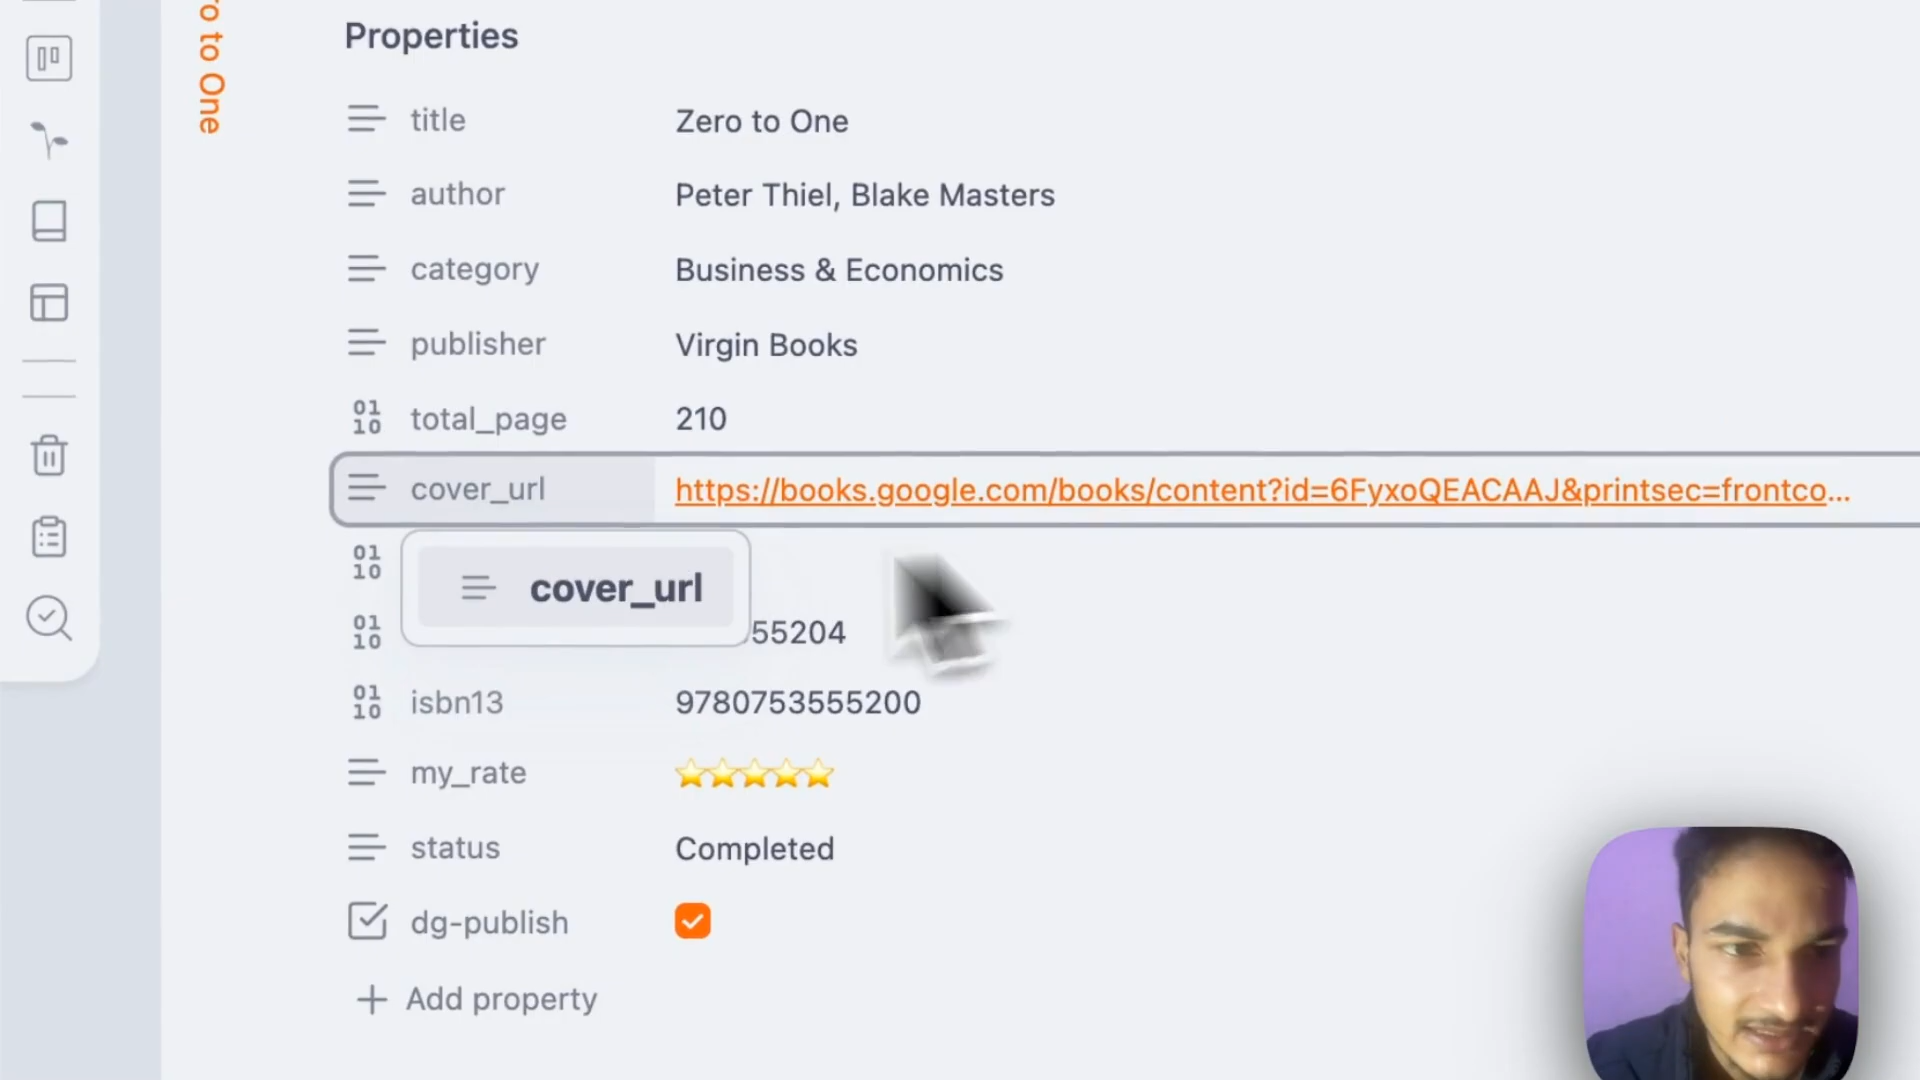 ro to One
Properties
title Zero to One
author Peter Thiel, Blake Masters
category Business & Economics
publisher Virgin Books
total_page 210
cover_url https://books.google.com/books/content?id=6FyxoQEACAAJ&printsec=frontco...
cover_url
55204
isbn13 9780753555200
my_rate ⭐⭐⭐⭐⭐
status Completed
dg-publish
+ Add property